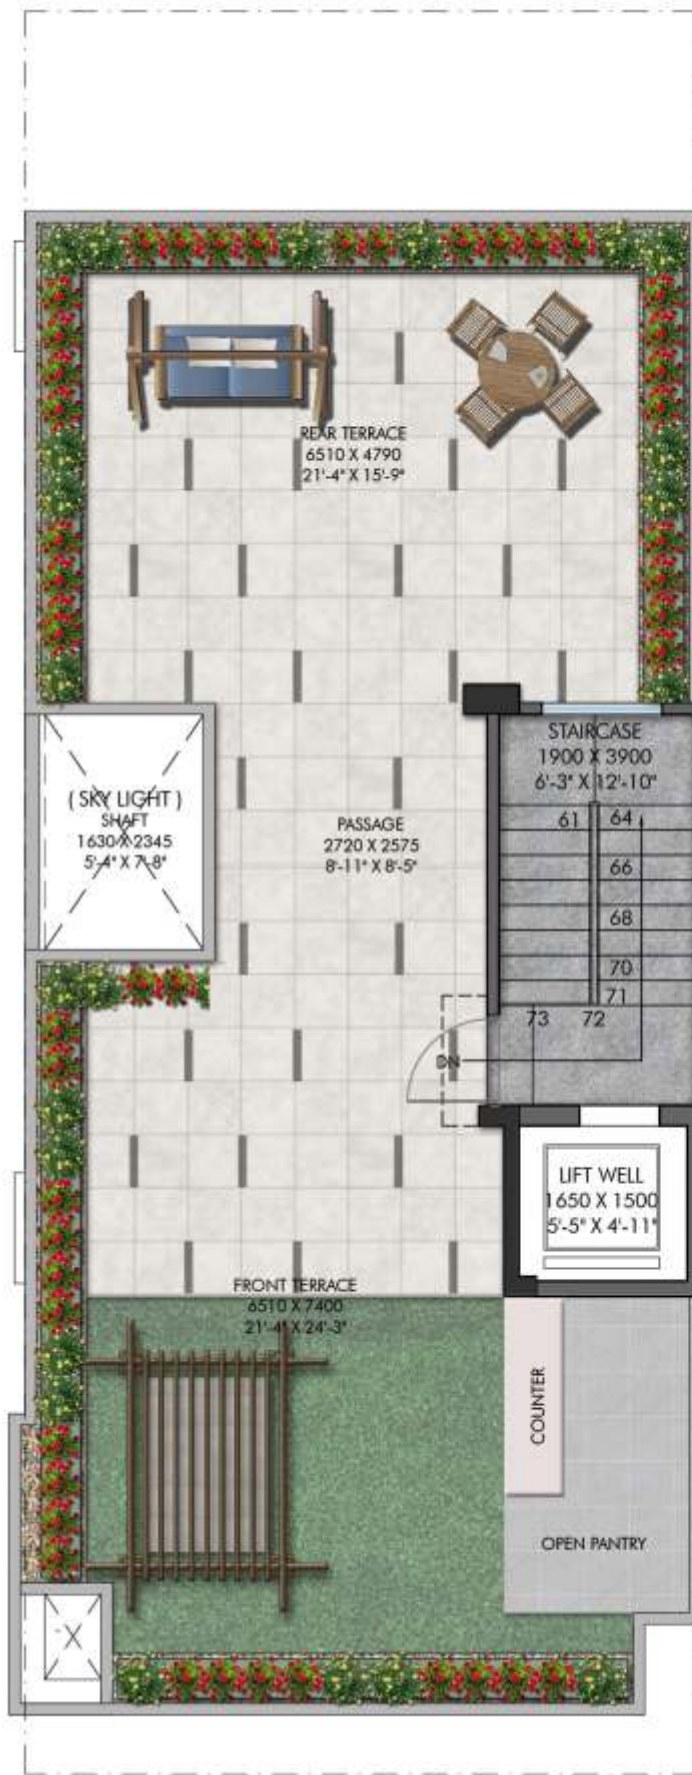 REAR TERRACE
6510 X 4790
21'-4" X 15'-9"
STAIRCASE
1900 X 3900
6'-3" X 12'-10"
( SKY LIGHT )
SHAFT
1630 X 2345
5'-4" X 7'-8"
PASSAGE
2720 X 2575
8'-11" X 8'-5"
61 64
66
68
70
71
73 72
DN
LIFT WELL
1650 X 1500
5'-5" X 4'-11"
FRONT TERRACE
6510 X 7400
21'-4" X 24'-3"
COUNTER
OPEN PANTRY